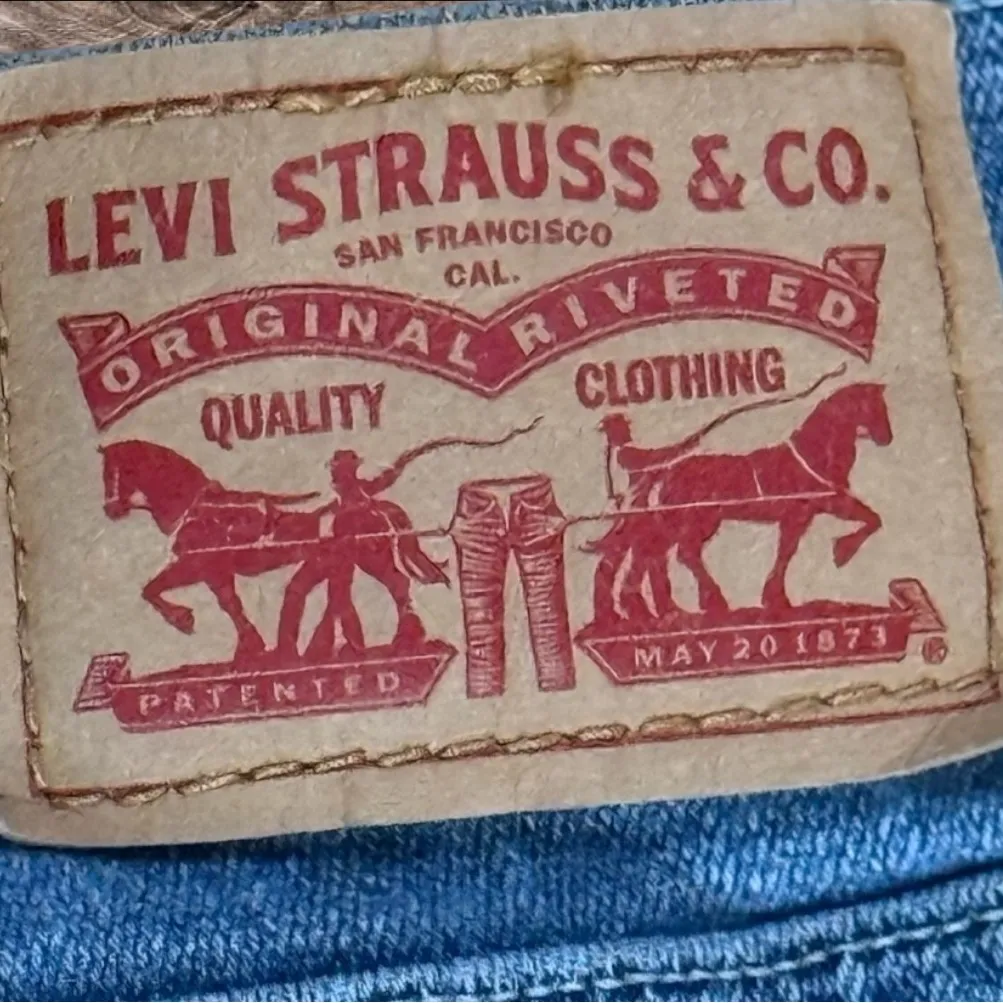 LEVI STRAUSS & CO.
SAN FRANCISCO
CAL.
ORIGINAL RIVETED
QUALITY CLOTHING
PATENTED
MAY 20 1873
®